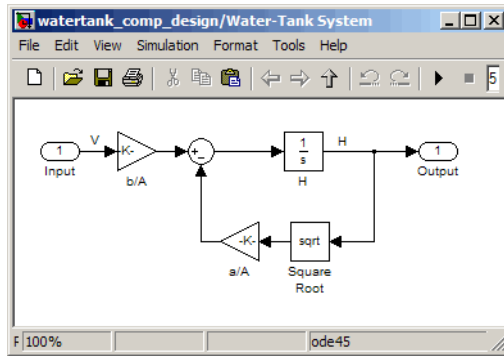 watertank_comp_design/Water-Tank System
File Edit View Simulation Format Tools Help
5
1 V -K- +- 1/s H 1
Input b/A H Output
-K- sqrt
a/A Square
Root
F 100% ode45